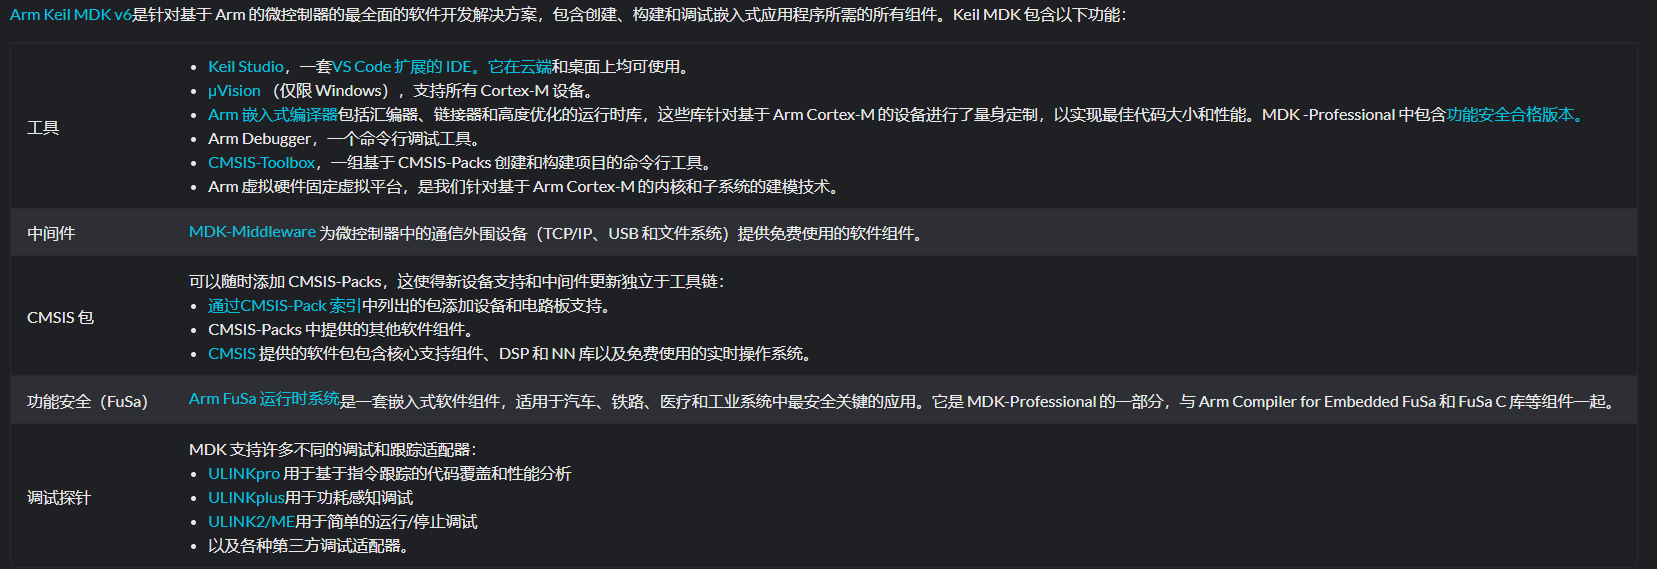 Arm Keil MDK v6是针对基于 Arm 的微控制器的最全面的软件开发解决方案，包含创建、构建和调试嵌入式应用程序所需的所有组件。Keil MDK 包含以下功能：
工具
Keil Studio，一套VS Code 扩展的 IDE。它在云端和桌面上均可使用。
µVision （仅限 Windows），支持所有 Cortex-M 设备。
Arm 嵌入式编译器包括汇编器、链接器和高度优化的运行时库，这些库针对基于 Arm Cortex-M 的设备进行了量身定制，以实现最佳代码大小和性能。MDK -Professional 中包含功能安全合格版本。
Arm Debugger，一个命令行调试工具。
CMSIS-Toolbox，一组基于 CMSIS-Packs 创建和构建项目的命令行工具。
Arm 虚拟硬件固定虚拟平台，是我们针对基于 Arm Cortex-M 的内核和子系统的建模技术。
中间件
MDK-Middleware 为微控制器中的通信外围设备（TCP/IP、USB 和文件系统）提供免费使用的软件组件。
CMSIS 包
可以随时添加 CMSIS-Packs，这使得新设备支持和中间件更新独立于工具链：
通过CMSIS-Pack 索引中列出的包添加设备和电路板支持。
CMSIS-Packs 中提供的其他软件组件。
CMSIS 提供的软件包包含核心支持组件、DSP 和 NN 库以及免费使用的实时操作系统。
功能安全（FuSa）
Arm FuSa 运行时系统是一套嵌入式软件组件，适用于汽车、铁路、医疗和工业系统中最安全关键的应用。它是 MDK-Professional 的一部分，与 Arm Compiler for Embedded FuSa 和 FuSa C 库等组件一起。
调试探针
MDK 支持许多不同的调试和跟踪适配器：
ULINKpro 用于基于指令跟踪的代码覆盖和性能分析
ULINKplus用于功耗感知调试
ULINK2/ME用于简单的运行/停止调试
以及各种第三方调试适配器。